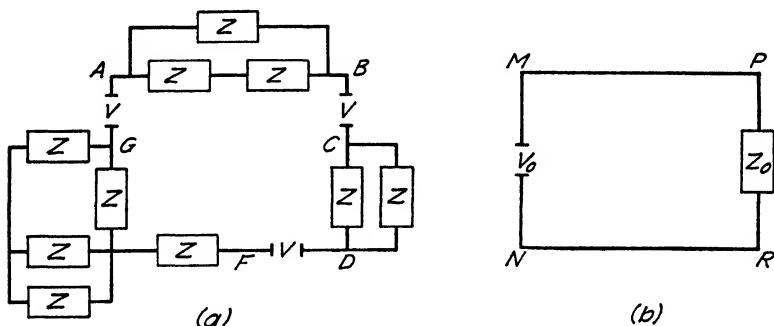 Z
A Z Z B
V V
Z G C
Z Z Z
Z Z F V D
Z
(a)
M P
V₀ Z₀
N R
(b)